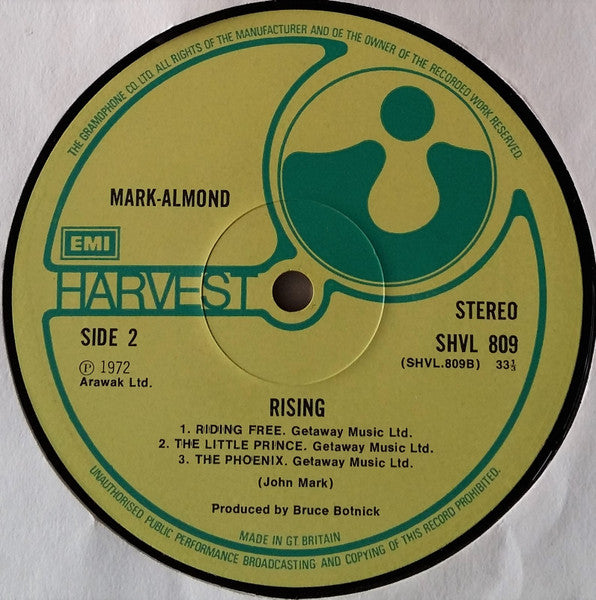 THE GRAMOPHONE CO. LTD. ALL RIGHTS OF THE MANUFACTURER AND OF THE OWNER OF THE RECORDED WORK RESERVED.
MARK-ALMOND
EMI
HARVEST
SIDE 2
STEREO
SHVL 809
(SHVL.809B) 33⅓
Ⓟ 1972
Arawak Ltd.
RISING
1. RIDING FREE. Getaway Music Ltd.
2. THE LITTLE PRINCE. Getaway Music Ltd.
3. THE PHOENIX. Getaway Music Ltd.
(John Mark)
Produced by Bruce Botnick
MADE IN GT BRITAIN
UNAUTHORISED PUBLIC PERFORMANCE BROADCASTING AND COPYING OF THIS RECORD PROHIBITED.